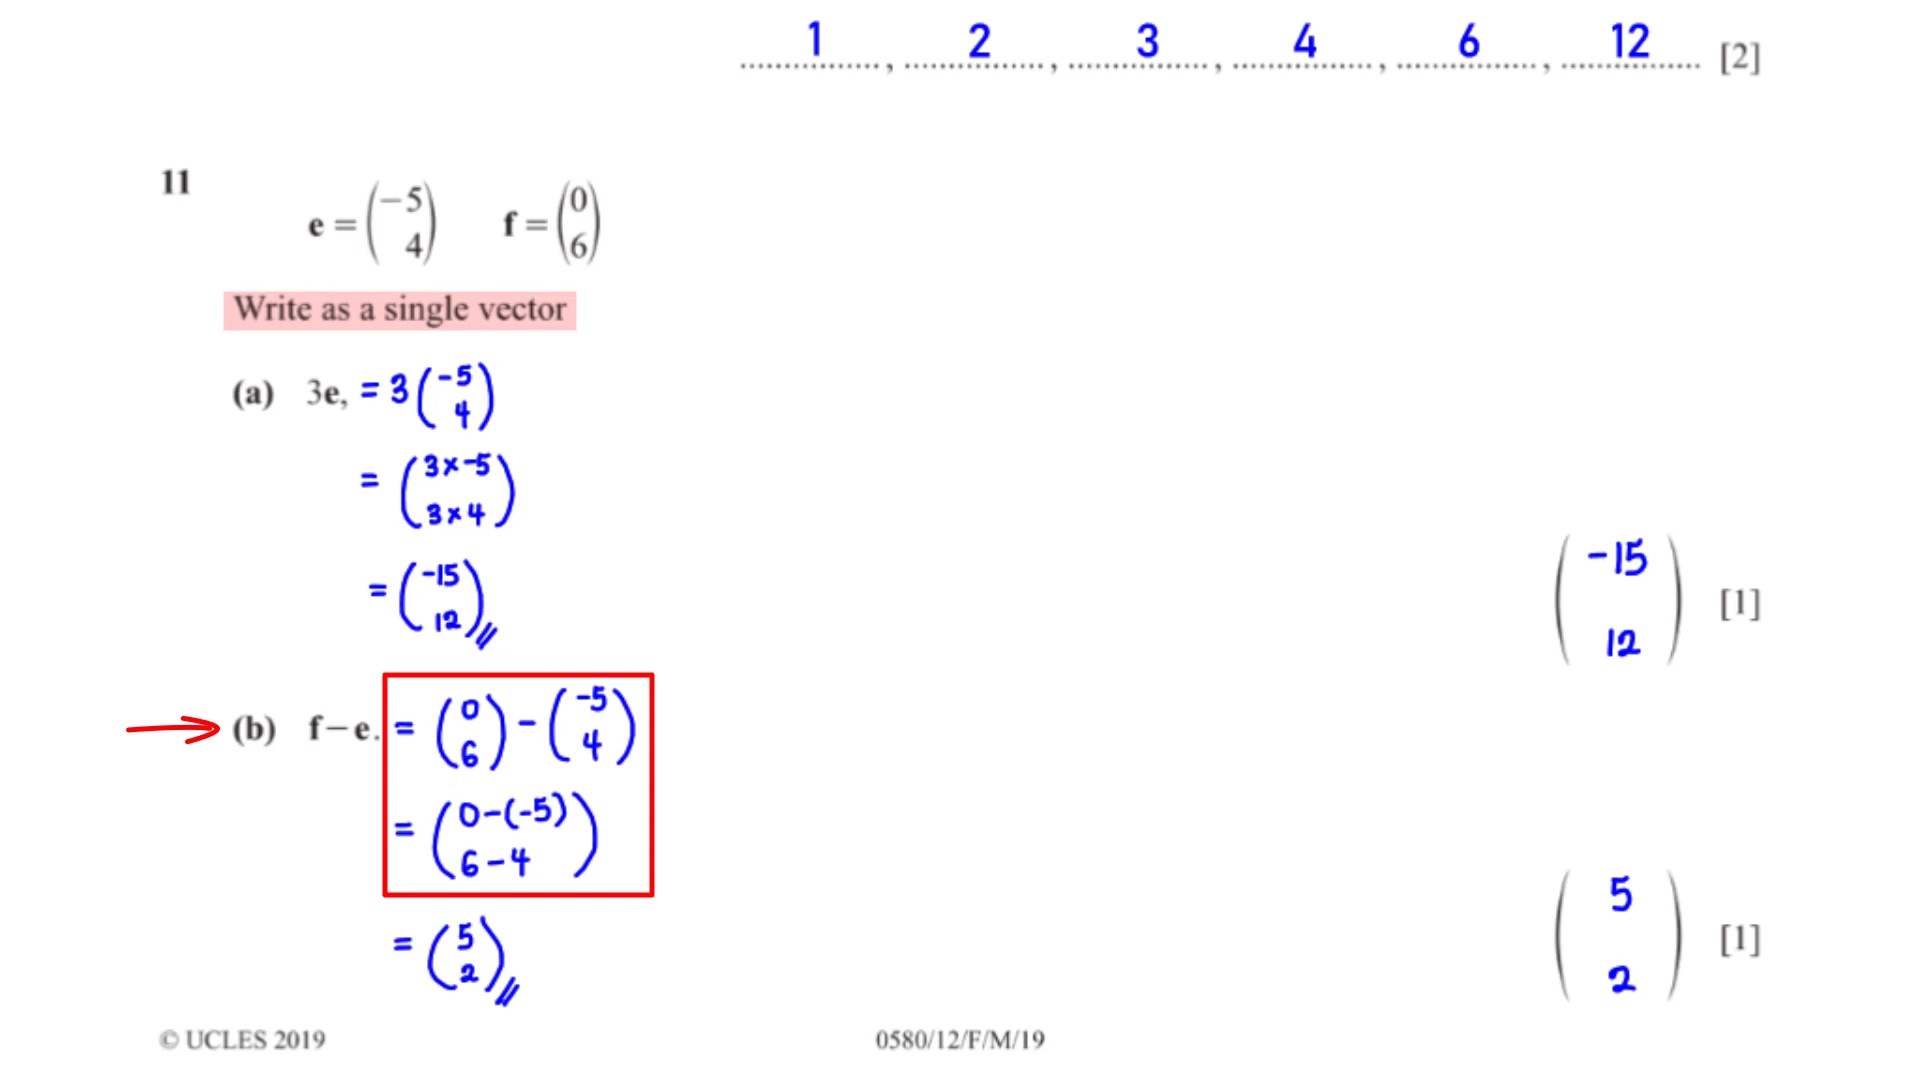 1 , 2 , 3 , 4 , 6 , 12 [2]
11
e = (−5 4) f = (0 6)
Write as a single vector
(a) 3e, = 3 (-5 4)
= (3 x -5 3 x 4)
= (-15 12)
(-15 12) [1]
(b) f − e. = (0 6) - (-5 4)
= (0-(-5) 6-4)
= (5 2)
(5 2) [1]
© UCLES 2019 0580/12/F/M/19